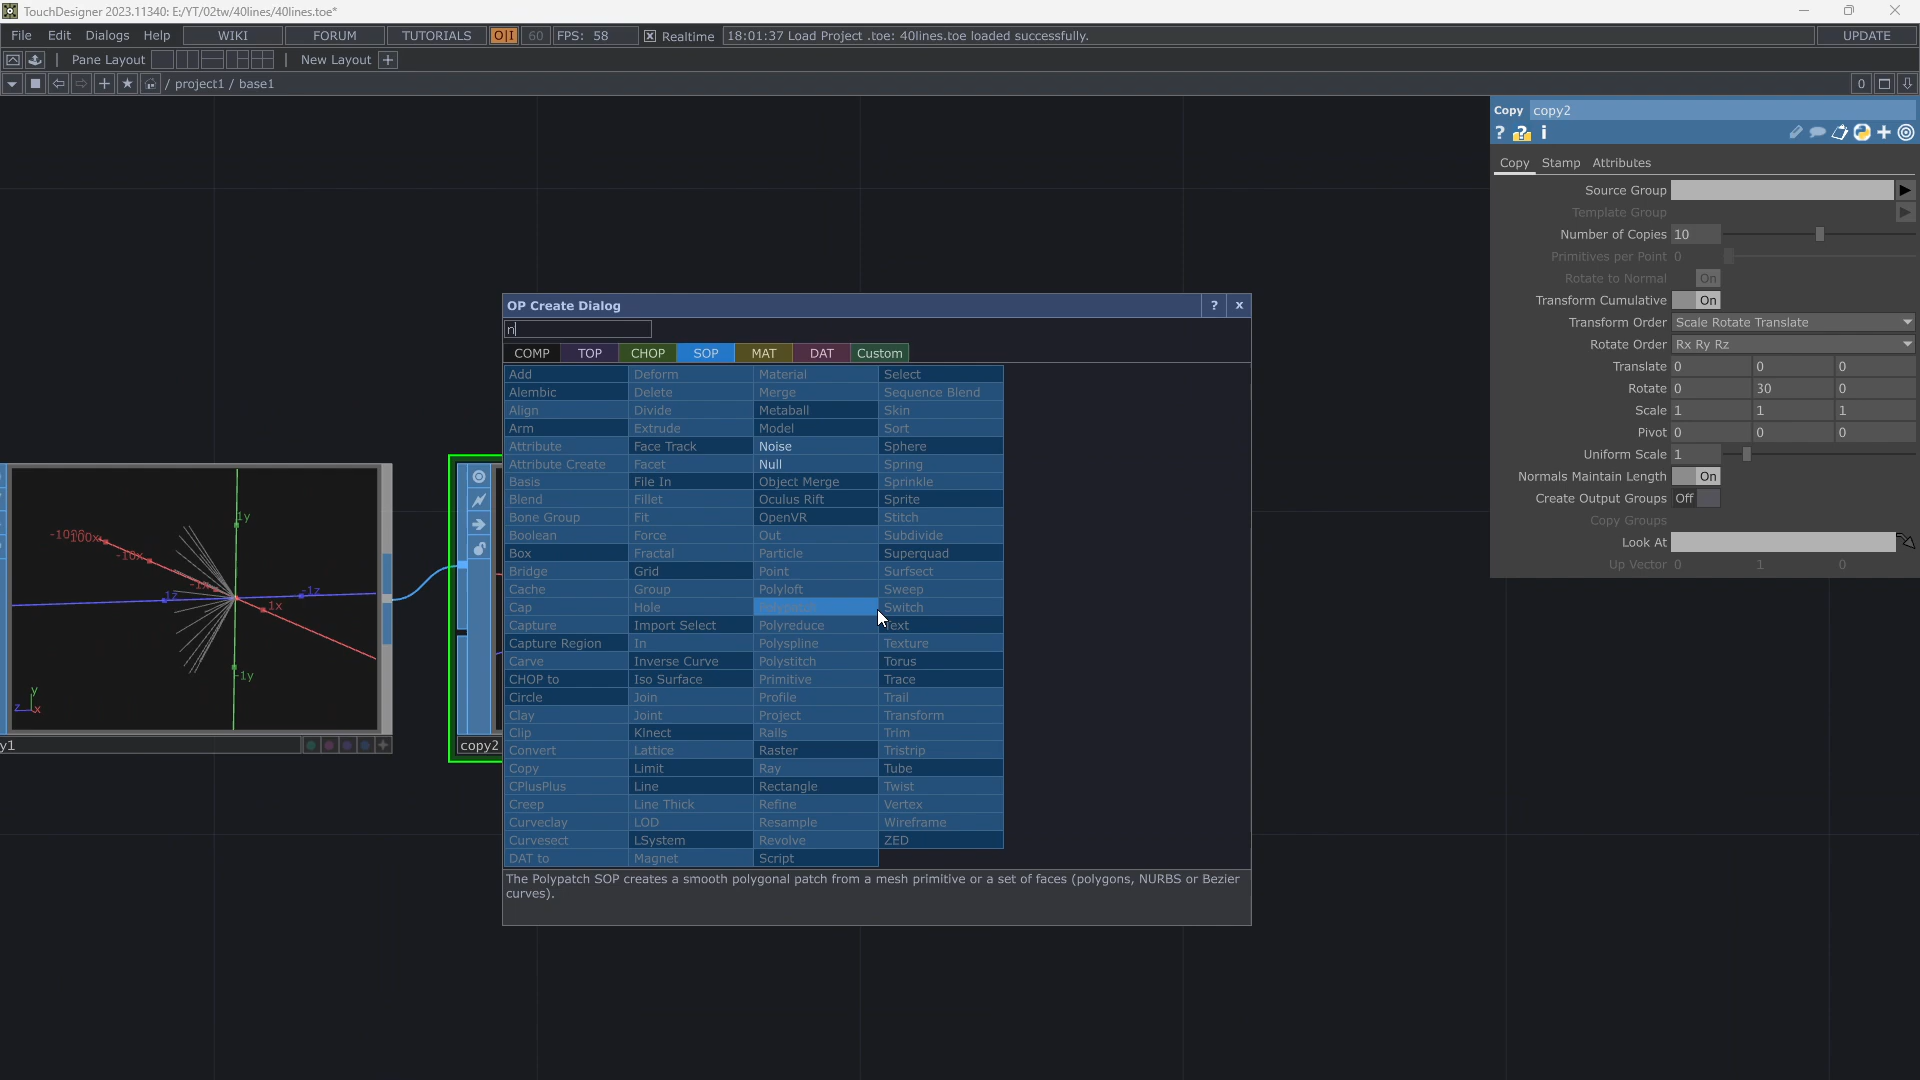 TouchDesigner 2023.11340: E:/YT/02tw/40lines/40lines.toe*
File Edit Dialogs Help WIKI FORUM TUTORIALS O|I 60 FPS: 58 Realtime 18:01:37 Load Project .toe: 40lines.toe loaded successfully. UPDATE
Pane Layout New Layout +
/ project1 / base1 0
Copy copy2
? ? i
Copy Stamp Attributes
Source Group
Template Group
Number of Copies 10
Primitives per Point 0
Rotate to Normal On
Transform Cumulative On
Transform Order Scale Rotate Translate
Rotate Order Rx Ry Rz
Translate 0 0 0
Rotate 0 30 0
Scale 1 1 1
Pivot 0 0 0
Uniform Scale 1
Normals Maintain Length On
Create Output Groups Off
Copy Groups
Look At
Up Vector 0 1 0
OP Create Dialog ? x
n
COMP TOP CHOP SOP MAT DAT Custom
Add Deform Material Select
Alembic Delete Merge Sequence Blend
Align Divide Metaball Skin
Arm Extrude Model Sort
Attribute Face Track Noise Sphere
Attribute Create Facet Null Spring
Basis File In Object Merge Sprinkle
Blend Fillet Oculus Rift Sprite
Bone Group Fit OpenVR Stitch
Boolean Force Out Subdivide
Box Fractal Particle Superquad
Bridge Grid Point Surfsect
Cache Group Polyloft Sweep
Cap Hole Polypatch Switch
Capture Import Select Polyreduce Text
Capture Region In Polyspline Texture
Carve Inverse Curve Polystitch Torus
CHOP to Iso Surface Primitive Trace
Circle Join Profile Trail
Clay Joint Project Transform
Clip Kinect Rails Trim
Convert Lattice Raster Tristrip
Copy Limit Ray Tube
CPlusPlus Line Rectangle Twist
Creep Line Thick Refine Vertex
Curveclay LOD Resample Wireframe
Curvesect LSystem Revolve ZED
DAT to Magnet Script
The Polypatch SOP creates a smooth polygonal patch from a mesh primitive or a set of faces (polygons, NURBS or Bezier
curves).
1y
-10x
1z
-1z
1x
-1y
y
z x
y1
copy2